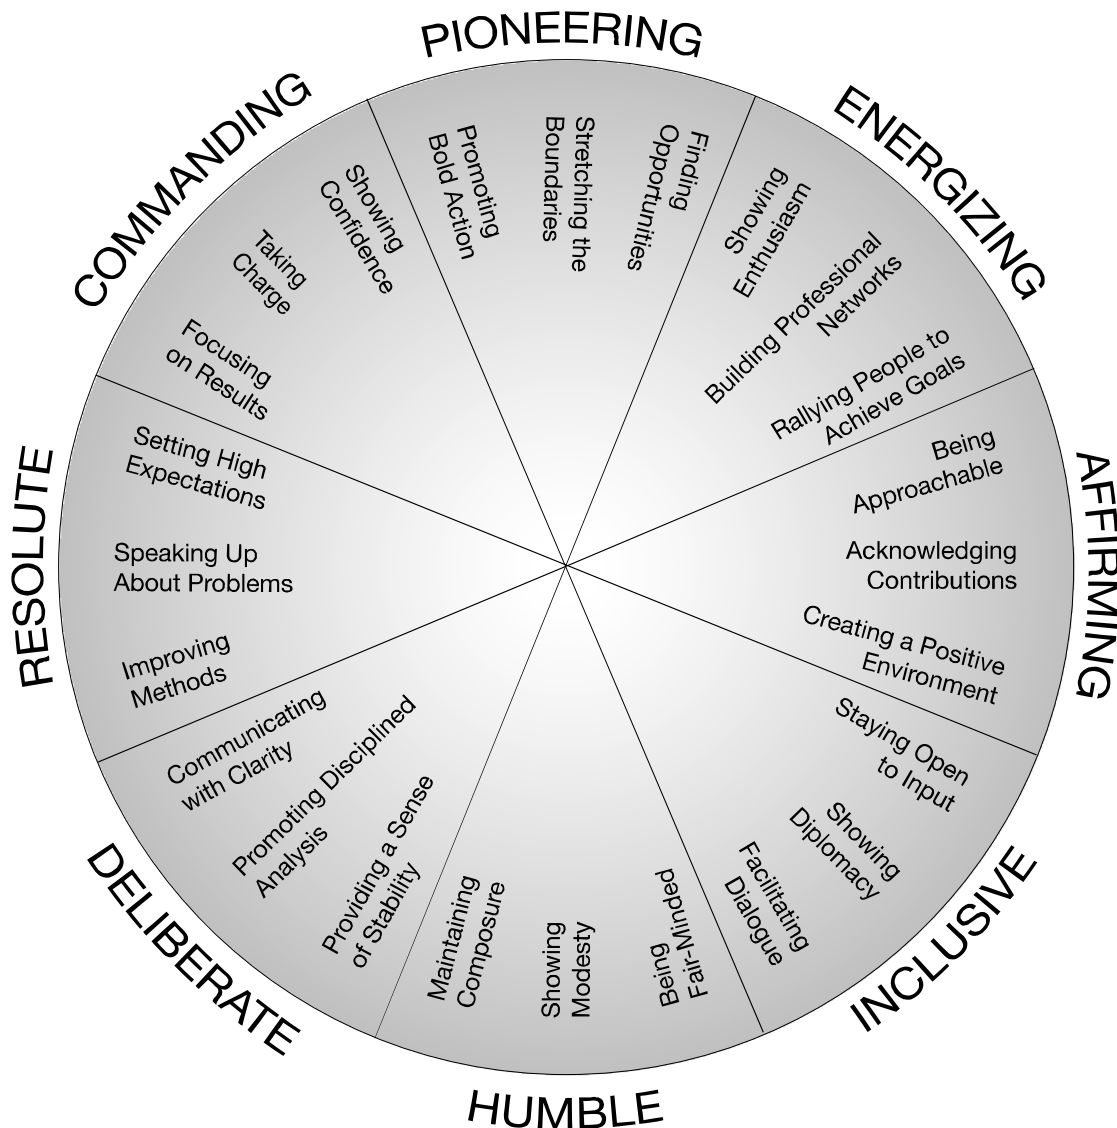 PIONEERING
Promoting
Bold Action
Stretching the
Boundaries
Finding
Opportunities
ENERGIZING
Showing
Enthusiasm
Building Professional
Networks
Rallying People to
Achieve Goals
AFFIRMING
Being
Approachable
Acknowledging
Contributions
Creating a Positive
Environment
INCLUSIVE
Staying Open
to Input
Showing
Diplomacy
Facilitating
Dialogue
HUMBLE
Being
Fair-Minded
Showing
Modesty
Maintaining
Composure
DELIBERATE
Providing a Sense
of Stability
Promoting Disciplined
Analysis
Communicating
with Clarity
RESOLUTE
Improving
Methods
Speaking Up
About Problems
Setting High
Expectations
COMMANDING
Focusing
on Results
Taking
Charge
Showing
Confidence